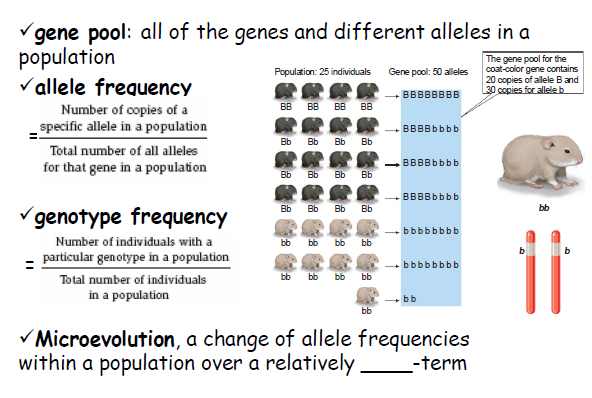 ✓gene pool: all of the genes and different alleles in a
population
✓allele frequency
= Number of copies of a
specific allele in a population
Total number of all alleles
for that gene in a population
Population: 25 individuals
Gene pool: 50 alleles
The gene pool for the
coat-color gene contains
20 copies of allele B and
30 copies for allele b
BB BB BB BB
BBBBBBBB
Bb Bb Bb Bb
BBBBbbbb
Bb Bb Bb Bb
BBBBbbbb
Bb Bb Bb Bb
BBBBbbbb
bb bb bb bb
bbbbbbbb
bb bb bb bb
bbbbbbbb
bb
bb
bb
b b
✓genotype frequency
= Number of individuals with a
particular genotype in a population
Total number of individuals
in a population
✓Microevolution, a change of allele frequencies
within a population over a relatively ____-term